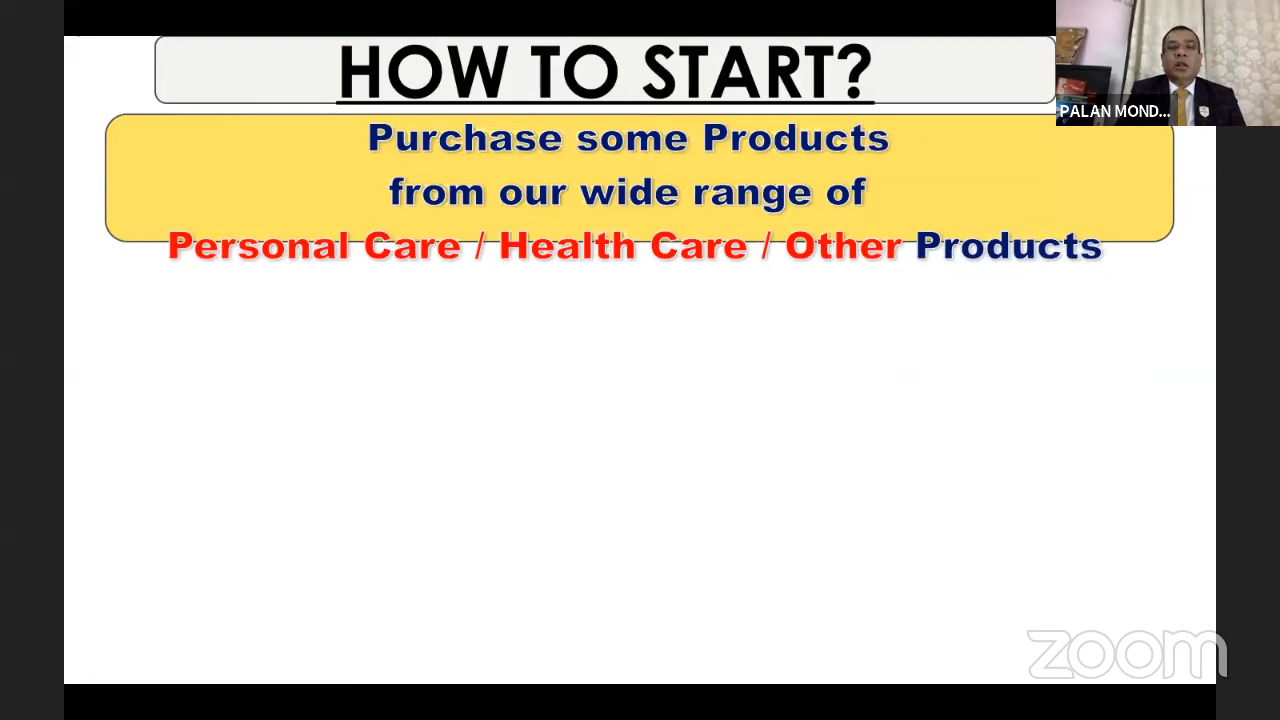 HOW TO START?
PALAN MOND...
Purchase some Products
from our wide range of
Personal Care / Health Care / Other Products
zoom